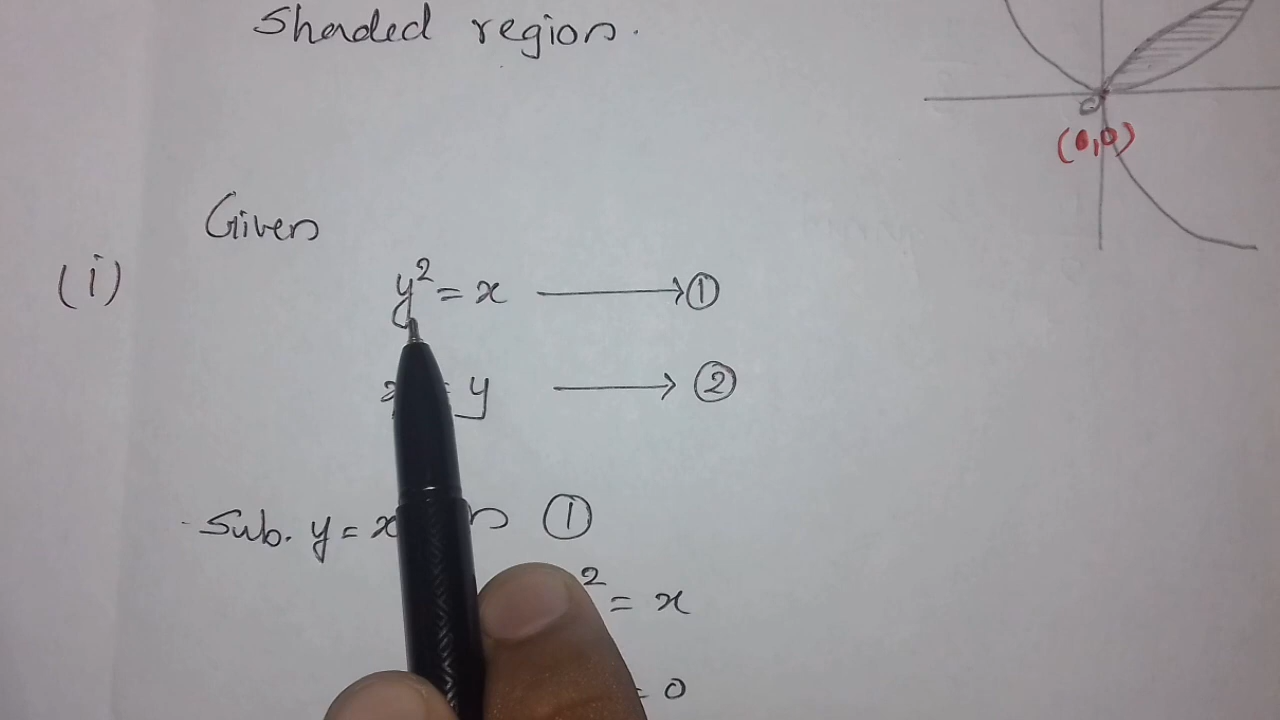 Shaded region.
O
(0,0)
Given
(i) y² = x ⟶ ①
y ⟶ ②
Sub. y = x ①
² = x
= 0